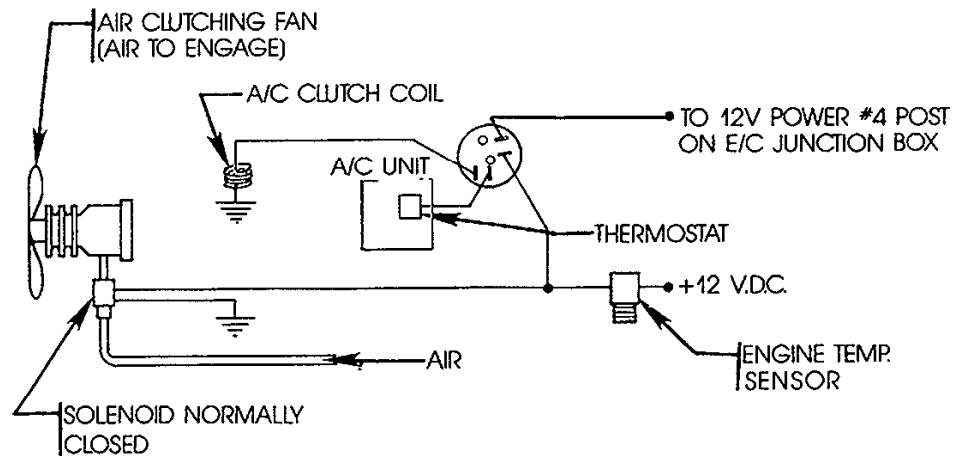 AIR CLUTCHING FAN
(AIR TO ENGAGE)
A/C CLUTCH COIL
TO 12V POWER #4 POST
ON E/C JUNCTION BOX
A/C UNIT
THERMOSTAT
+12 V.D.C.
AIR
ENGINE TEMP.
SENSOR
SOLENOID NORMALLY
CLOSED